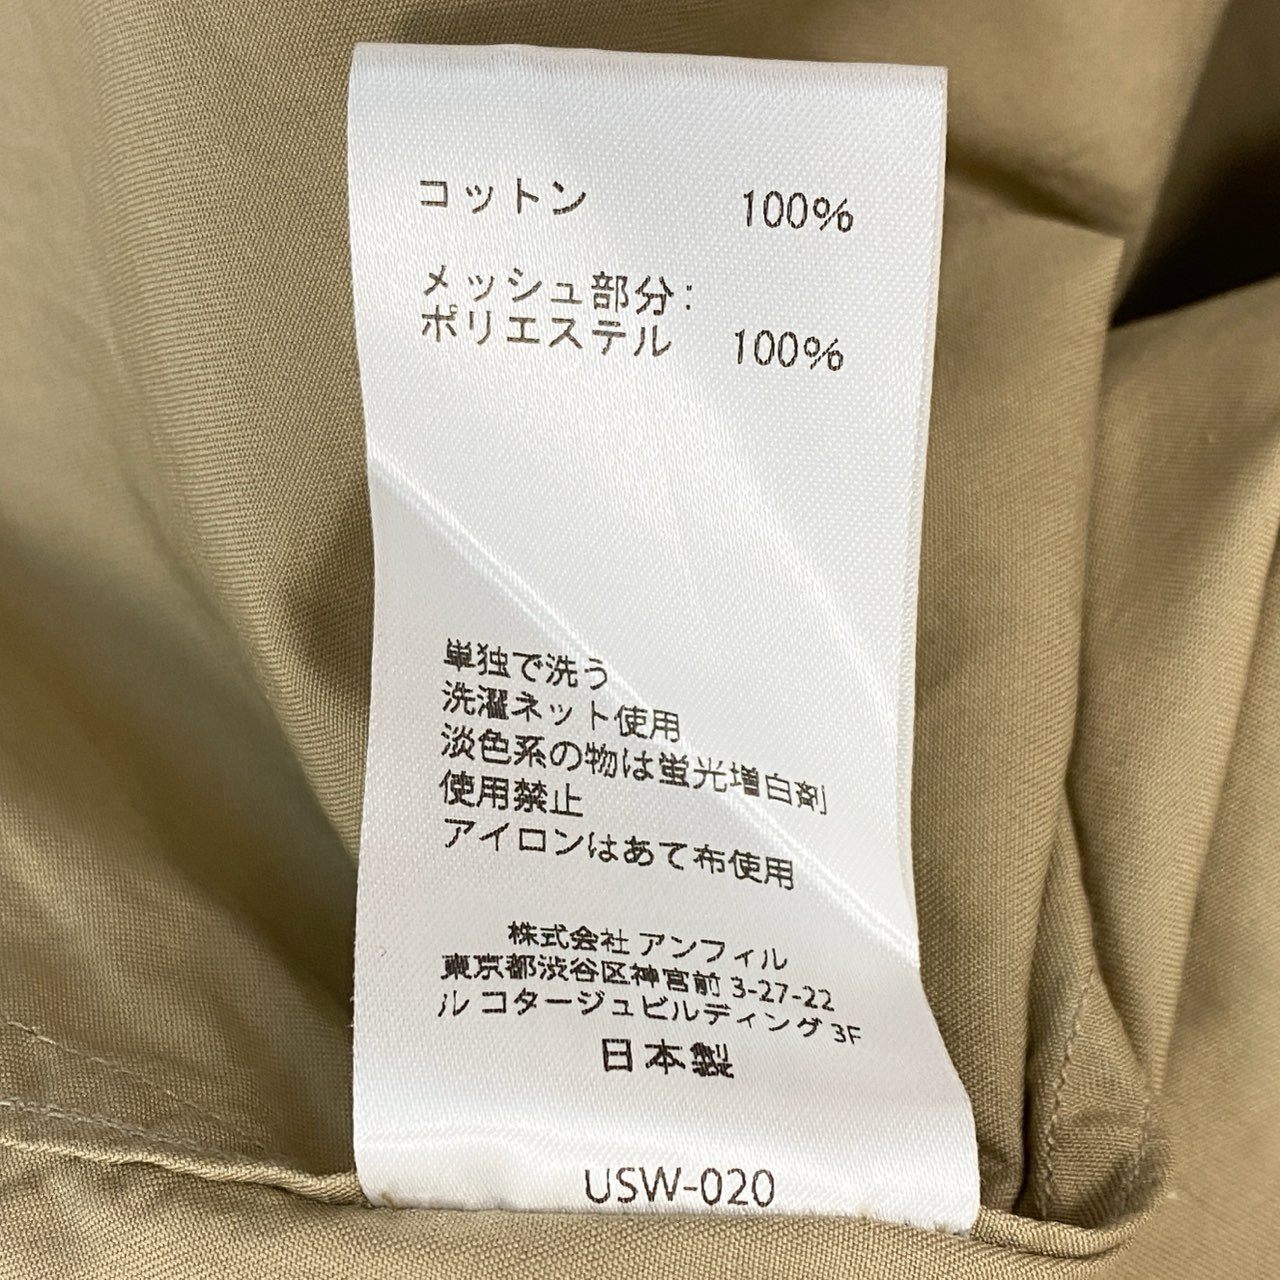 コットン 100%
メッシュ部分:
ポリエステル 100%
単独で洗う
洗濯ネット使用
淡色系の物は蛍光増白剤
使用禁止
アイロンはあて布使用
株式会社 アンフィル
東京都渋谷区神宮前 3-27-22
ル コタージュビルディング 3F
日本製
USW-020